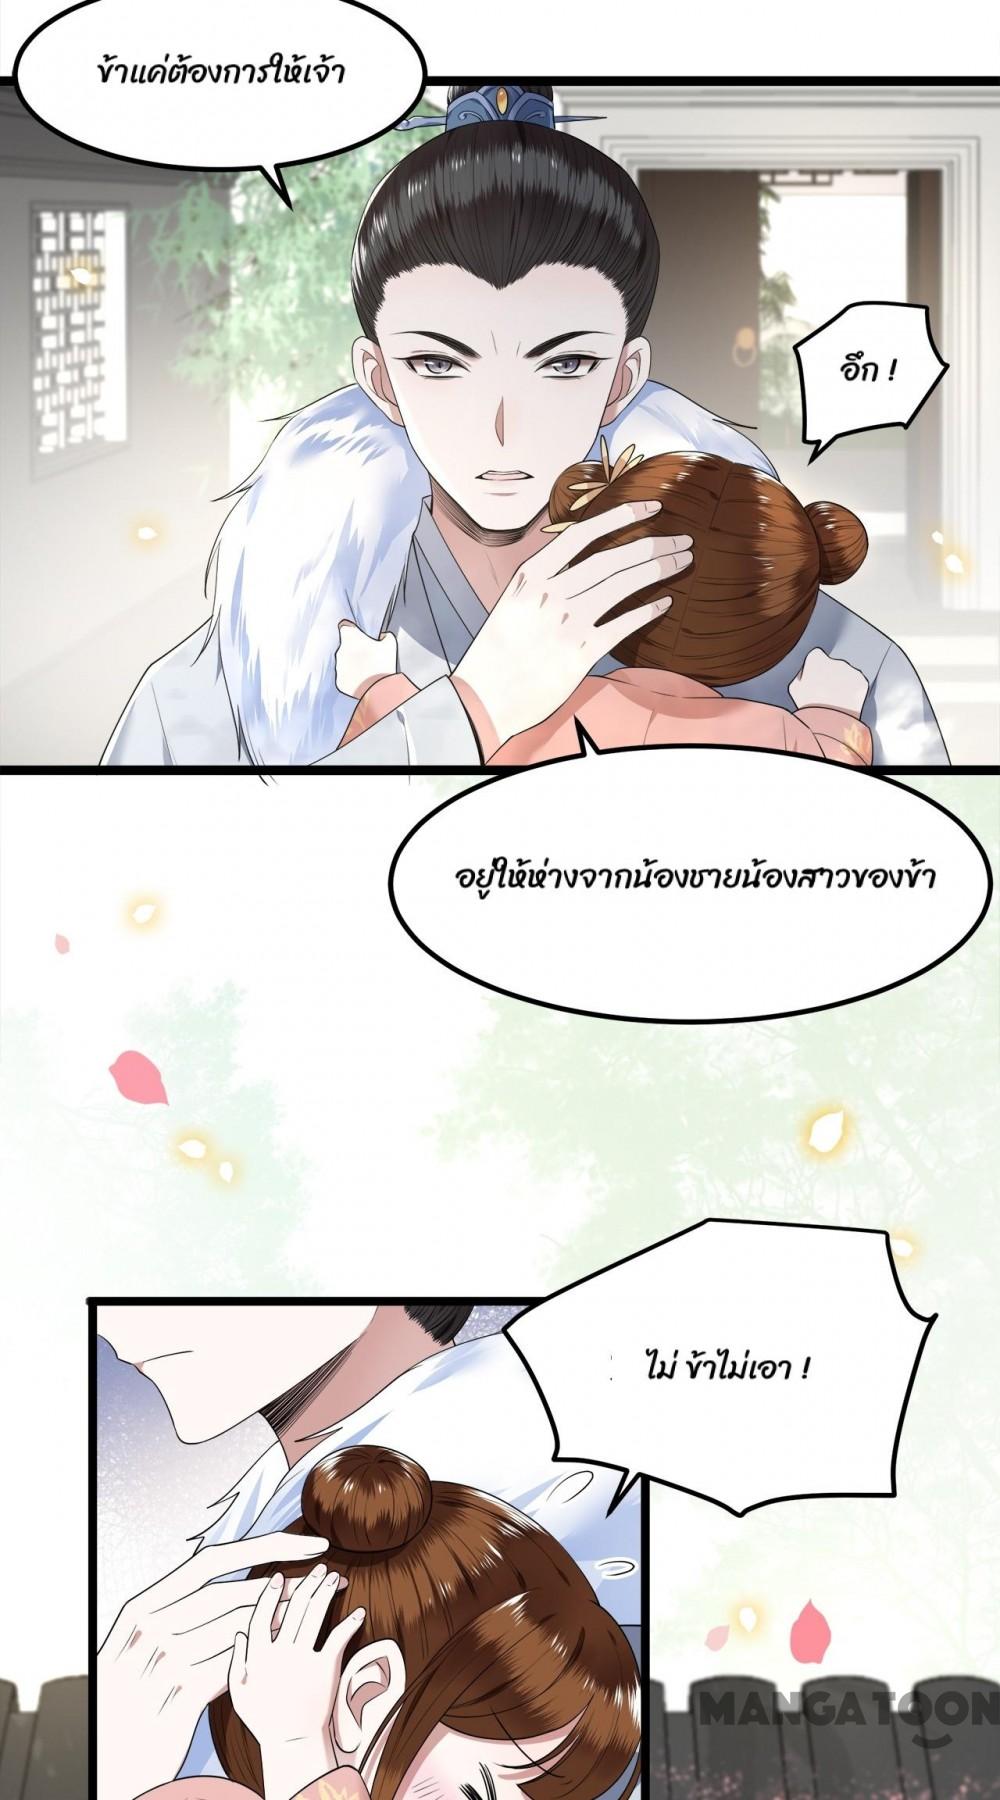 ข้าแค่ต้องการให้เจ้า
อึก !
อยู่ให้ห่างจากน้องชายน้องสาวของข้า
ไม่ ข้าไม่เอา !
MANGATOON